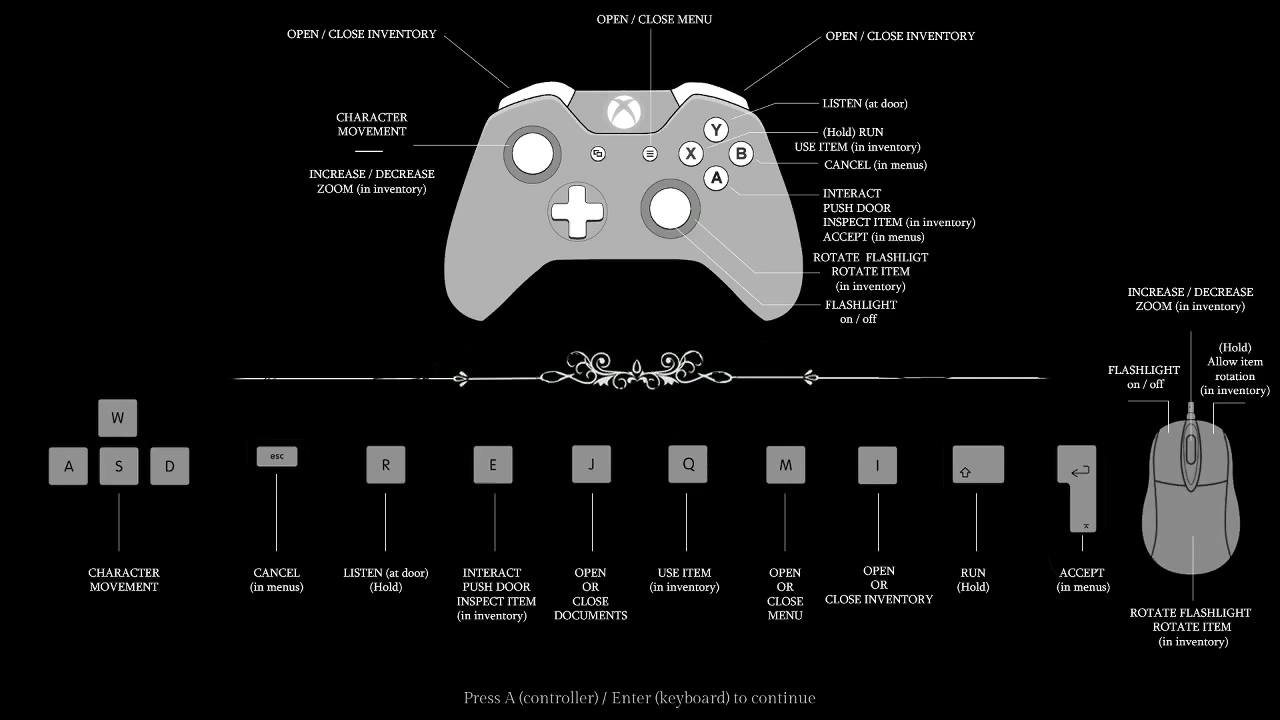 OPEN / CLOSE MENU
OPEN / CLOSE INVENTORY
OPEN / CLOSE INVENTORY
CHARACTER
MOVEMENT
INCREASE / DECREASE
ZOOM (in inventory)
Y
X
B
A
LISTEN (at door)
(Hold) RUN
USE ITEM (in inventory)
CANCEL (in menus)
INTERACT
PUSH DOOR
INSPECT ITEM (in inventory)
ACCEPT (in menus)
ROTATE FLASHLIGT
ROTATE ITEM
(in inventory)
FLASHLIGHT
on / off
INCREASE / DECREASE
ZOOM (in inventory)
FLASHLIGHT
on / off
(Hold)
Allow item
rotation
(in inventory)
W
A S D
esc
R
E
J
Q
M
I
CHARACTER
MOVEMENT
CANCEL
(in menus)
LISTEN (at door)
(Hold)
INTERACT
PUSH DOOR
INSPECT ITEM
(in inventory)
OPEN
OR
CLOSE
DOCUMENTS
USE ITEM
(in inventory)
OPEN
OR
CLOSE
MENU
OPEN
OR
CLOSE INVENTORY
RUN
(Hold)
ACCEPT
(in menus)
ROTATE FLASHLIGHT
ROTATE ITEM
(in inventory)
Press A (controller) / Enter (keyboard) to continue